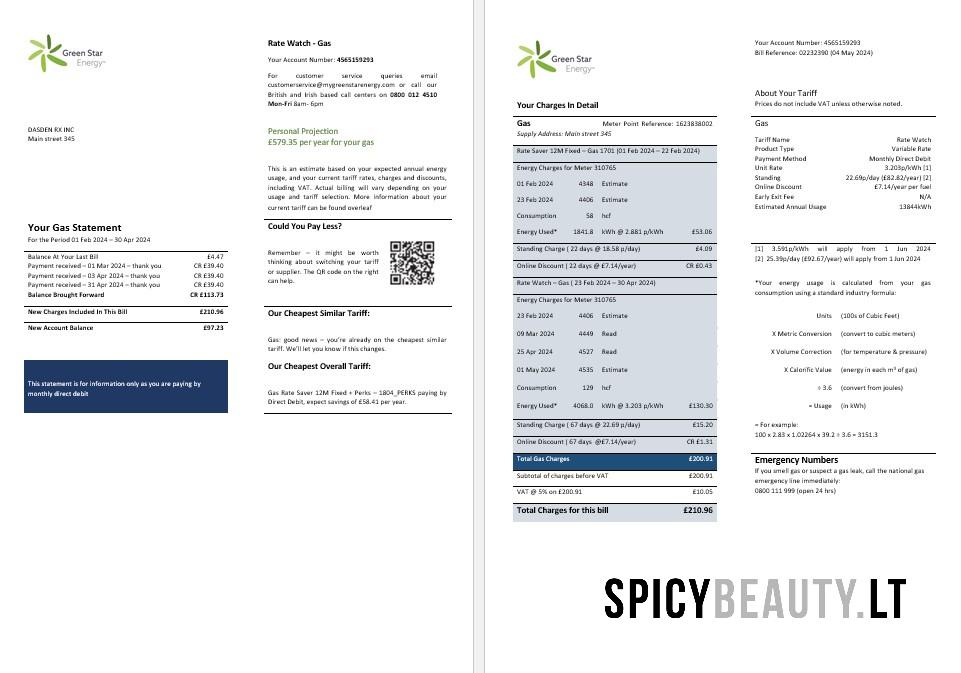 Green Star
Energy
Rate Watch - Gas
Your Account Number: 4565159293
For customer service queries email
customerservice@mygreenstarenergy.com or call our
British and Irish based call centers on 0800 012 4510
Mon-Fri 8am- 6pm
DASDEN RX INC
Main street 345
Personal Projection
£579.35 per year for your gas
This is an estimate based on your expected annual energy
usage, and your current tariff rates, charges and discounts,
including VAT. Actual billing will vary depending on your
usage and tariff selection. More information about your
current tariff can be found overleaf
Your Gas Statement
For the Period 01 Feb 2024 – 30 Apr 2024
Balance At Your Last Bill £4.47
Payment received – 01 Mar 2024 – thank you CR £39.40
Payment received – 03 Apr 2024 – thank you CR £39.40
Payment received – 31 Apr 2024 – thank you CR £39.40
Balance Brought Forward CR £113.73
New Charges Included In This Bill £210.96
New Account Balance £97.23
This statement is for information only as you are paying by
monthly direct debit
Could You Pay Less?
Remember – it might be worth
thinking about switching your tariff
or supplier. The QR code on the right
can help.
Our Cheapest Similar Tariff:
Gas: good news – you're already on the cheapest similar
tariff. We'll let you know if this changes.
Our Cheapest Overall Tariff:
Gas Rate Saver 12M Fixed + Perks – 1804_PERKS paying by
Direct Debit, expect savings of £58.41 per year.
Green Star
Energy
Your Account Number: 4565159293
Bill Reference: 02232390 (04 May 2024)
Your Charges In Detail
Gas Meter Point Reference: 1623838002
Supply Address: Main street 345
Rate Saver 12M Fixed – Gas 1701 (01 Feb 2024 – 22 Feb 2024)
Energy Charges for Meter 310765
01 Feb 2024 4348 Estimate
23 Feb 2024 4406 Estimate
Consumption 58 hcf
Energy Used* 1841.8 kWh @ 2.881 p/kWh £53.06
Standing Charge ( 22 days @ 18.58 p/day) £4.09
Online Discount ( 22 days @ £7.14/year) CR £0.43
Rate Watch – Gas ( 23 Feb 2024 – 30 Apr 2024)
Energy Charges for Meter 310765
23 Feb 2024 4406 Estimate
09 Mar 2024 4449 Read
25 Apr 2024 4527 Read
01 May 2024 4535 Estimate
Consumption 129 hcf
Energy Used* 4068.0 kWh @ 3.203 p/kWh £130.30
Standing Charge ( 67 days @ 22.69 p/day) £15.20
Online Discount ( 67 days @£7.14/year) CR £1.31
Total Gas Charges £200.91
Subtotal of charges before VAT £200.91
VAT @ 5% on £200.91 £10.05
Total Charges for this bill £210.96
About Your Tariff
Prices do not include VAT unless otherwise noted.
Gas
Tariff Name Rate Watch
Product Type Variable Rate
Payment Method Monthly Direct Debit
Unit Rate 3.203p/kWh [1]
Standing 22.69p/day (£82.82/year) [2]
Online Discount £7.14/year per fuel
Early Exit Fee N/A
Estimated Annual Usage 13844kWh
[1] 3.591p/kWh will apply from 1 Jun 2024
[2] 25.39p/day (£92.67/year) will apply from 1 Jun 2024
*Your energy usage is calculated from your gas
consumption using a standard industry formula:
Units (100s of Cubic Feet)
X Metric Conversion (convert to cubic meters)
X Volume Correction (for temperature & pressure)
X Calorific Value (energy in each m³ of gas)
÷ 3.6 (convert from joules)
= Usage (in kWh)
= For example:
100 x 2.83 x 1.02264 x 39.2 ÷ 3.6 = 3151.3
Emergency Numbers
If you smell gas or suspect a gas leak, call the national gas
emergency line immediately:
0800 111 999 (open 24 hrs)
SPICYBEAUTY.LT